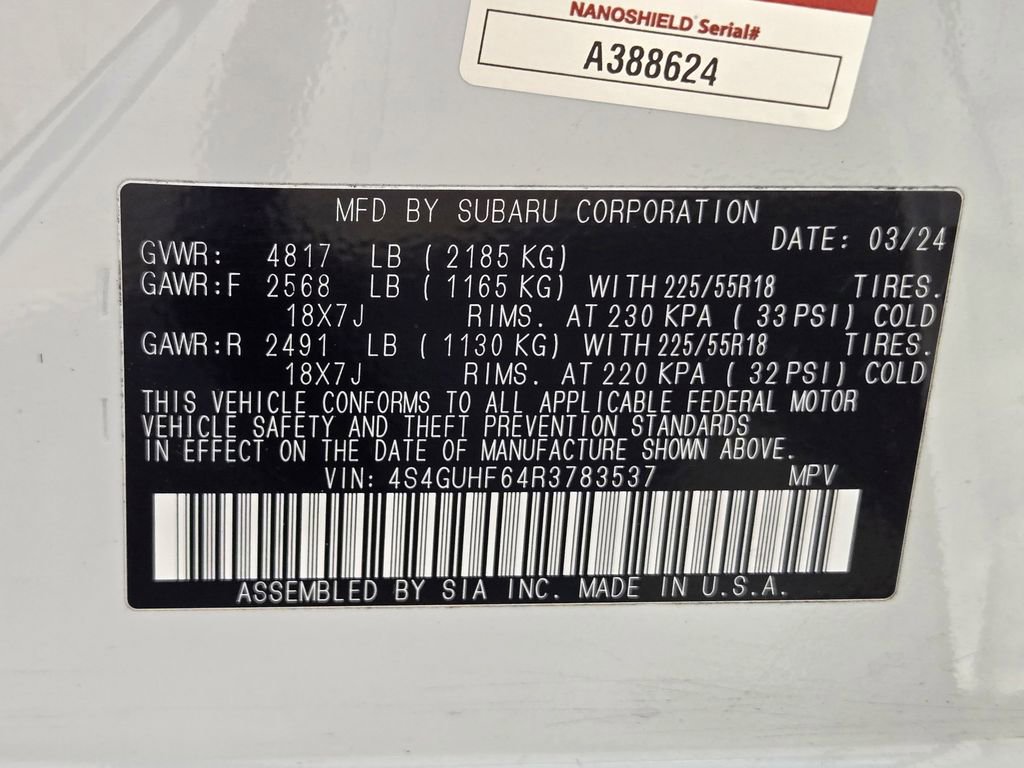 NANOSHIELD Serial#
A388624
MFD BY SUBARU CORPORATION
DATE: 03/24
GVWR: 4817 LB ( 2185 KG)
GAWR:F 2568 LB ( 1165 KG) WITH 225/55R18 TIRES.
18X7J RIMS. AT 230 KPA ( 33 PSI) COLD
GAWR:R 2491 LB ( 1130 KG) WITH 225/55R18 TIRES.
18X7J RIMS. AT 220 KPA ( 32 PSI) COLD
THIS VEHICLE CONFORMS TO ALL APPLICABLE FEDERAL MOTOR
VEHICLE SAFETY AND THEFT PREVENTION STANDARDS
IN EFFECT ON THE DATE OF MANUFACTURE SHOWN ABOVE.
VIN: 4S4GUHF64R3783537 MPV
ASSEMBLED BY SIA INC. MADE IN U.S.A.